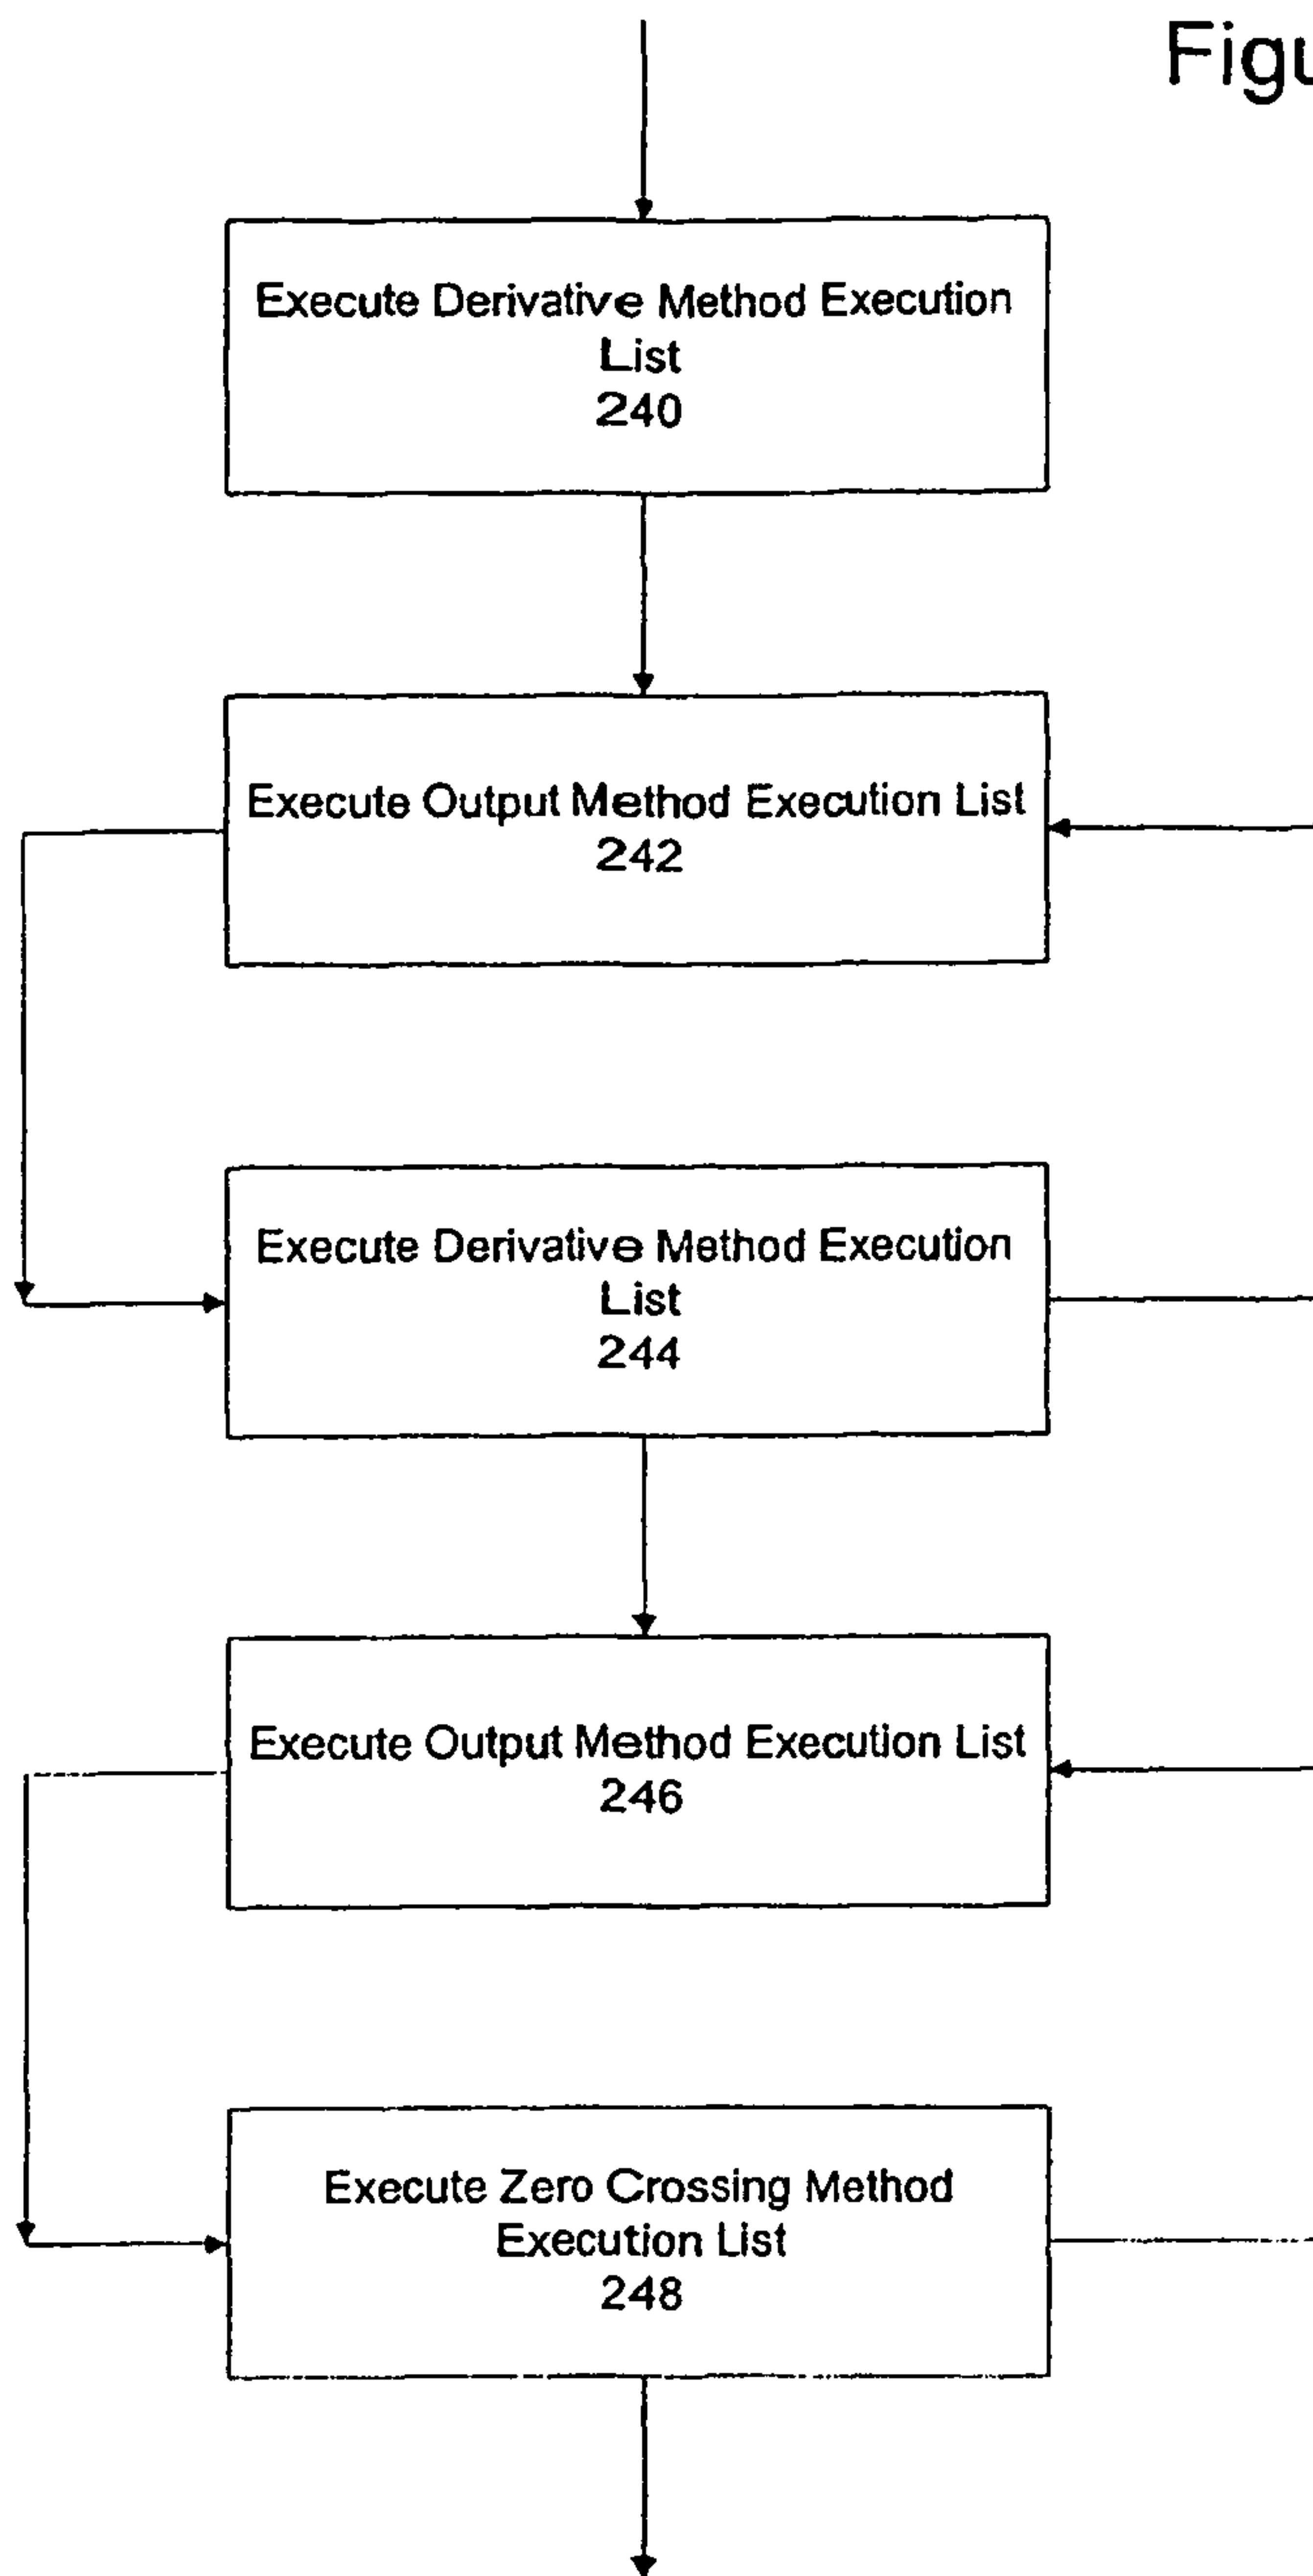 Figu
Execute Derivative Method Execution
List
240
Execute Output Method Execution List
242
Execute Derivative Method Execution
List
244
Execute Output Method Execution List
246
Execute Zero Crossing Method
Execution List
248